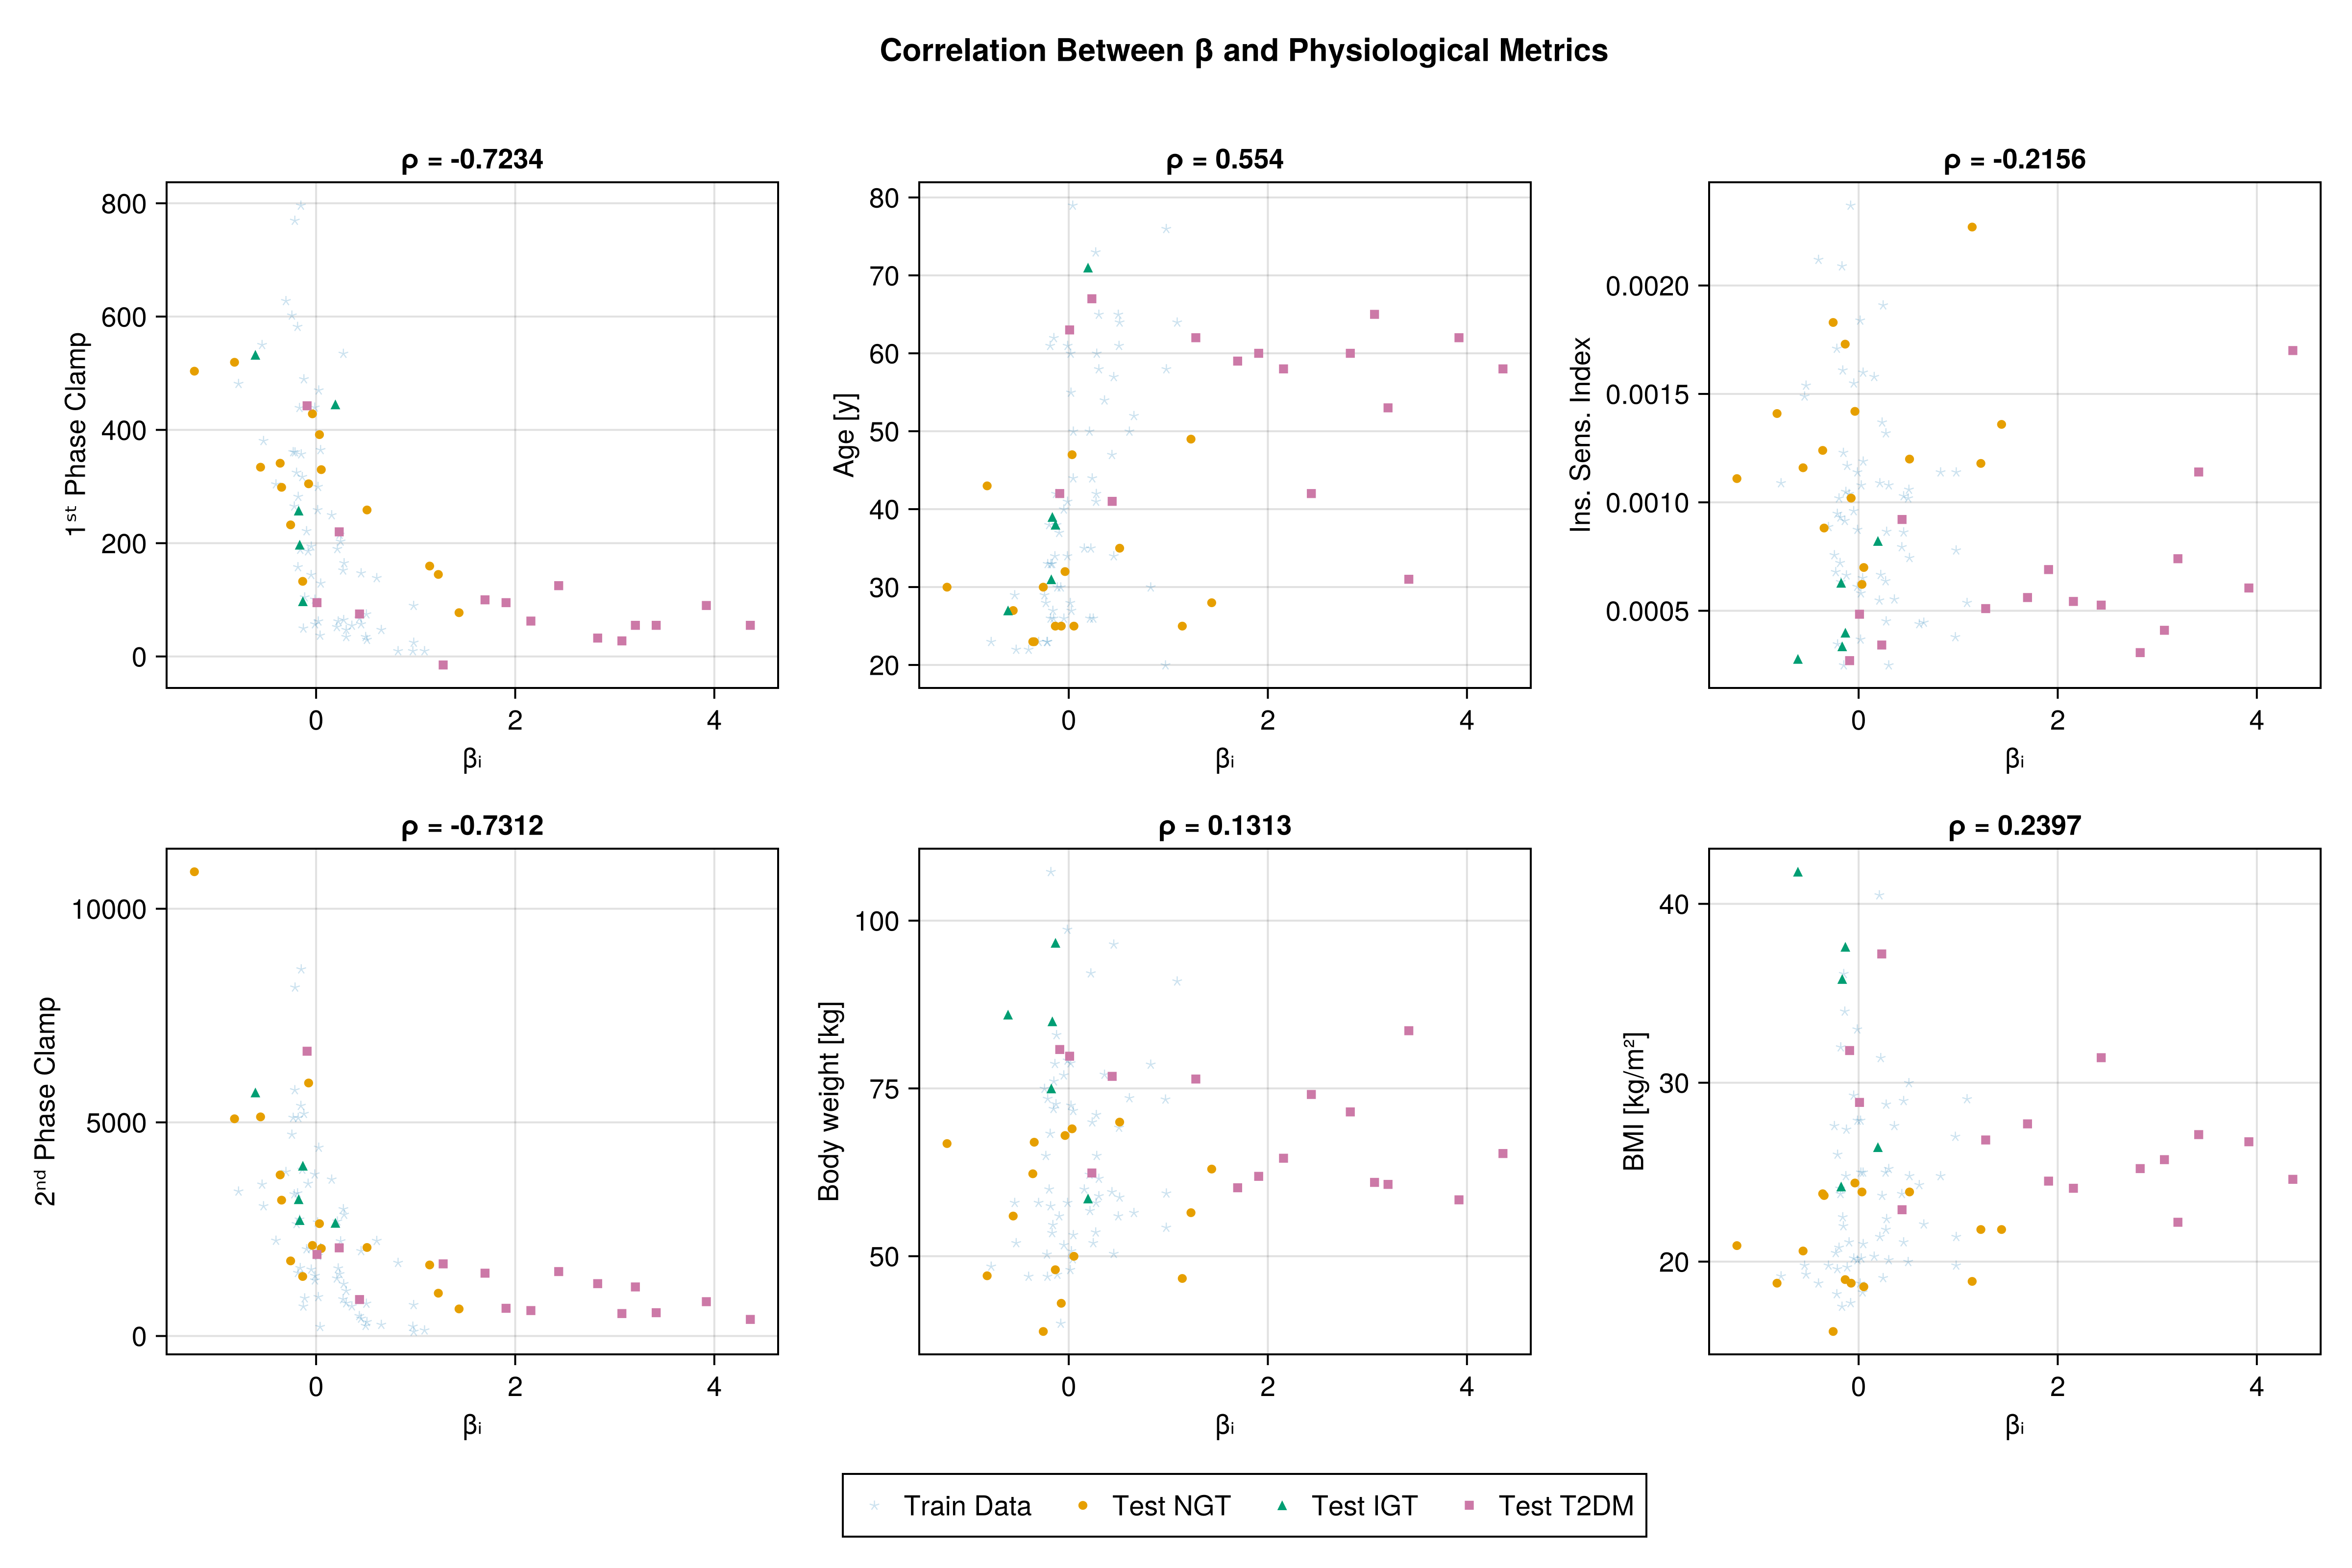 Correlation Between β and Physiological Metrics
ρ = -0.7234
800
600
400
200
0
1ˢᵗ Phase Clamp
0 2 4
βᵢ
ρ = 0.554
80
70
60
50
40
30
20
Age [y]
0 2 4
βᵢ
ρ = -0.2156
0.0020
0.0015
0.0010
0.0005
Ins. Sens. Index
0 2 4
βᵢ
ρ = -0.7312
10000
5000
0
2ⁿᵈ Phase Clamp
0 2 4
βᵢ
ρ = 0.1313
100
75
50
Body weight [kg]
0 2 4
βᵢ
ρ = 0.2397
40
30
20
BMI [kg/m²]
0 2 4
βᵢ
Train Data Test NGT Test IGT Test T2DM